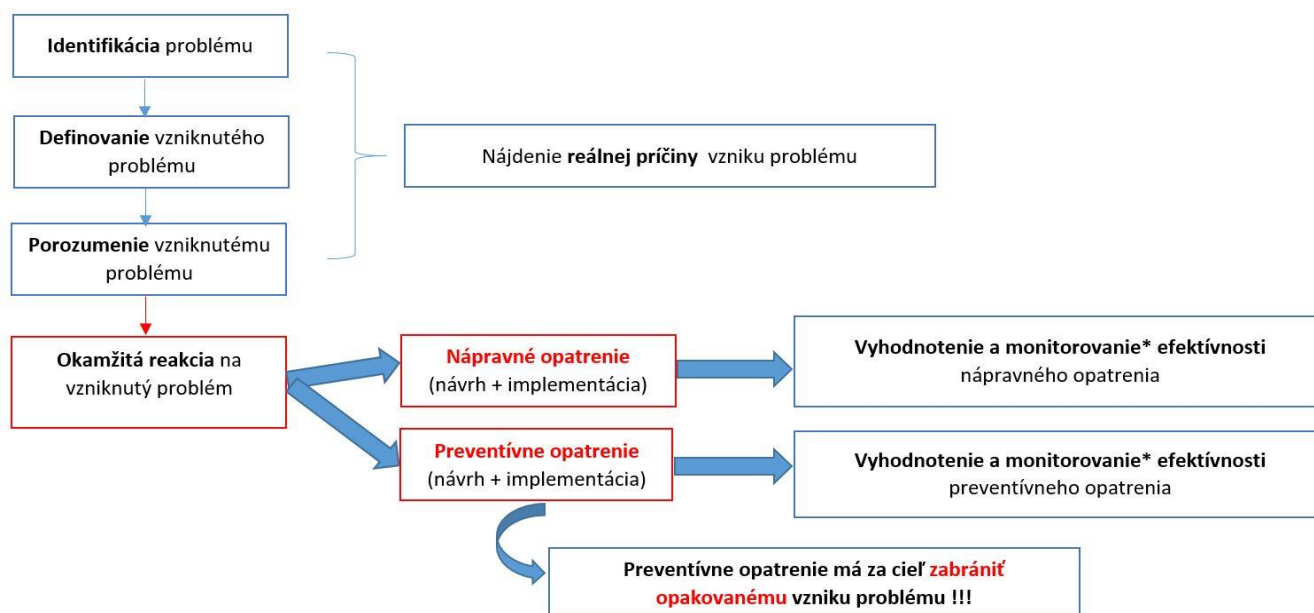 Identifikácia problému
Definovanie vzniknutého
problému
Nájdenie reálnej príčiny vzniku problému
Porozumenie vzniknutému
problému
Okamžitá reakcia na
vzniknutý problém
Nápravné opatrenie
(návrh + implementácia)
Vyhodnotenie a monitorovanie* efektívnosti
nápravného opatrenia
Preventívne opatrenie
(návrh + implementácia)
Vyhodnotenie a monitorovanie* efektívnosti
preventívneho opatrenia
Preventívne opatrenie má za cieľ zabrániť
opakovanému vzniku problému !!!